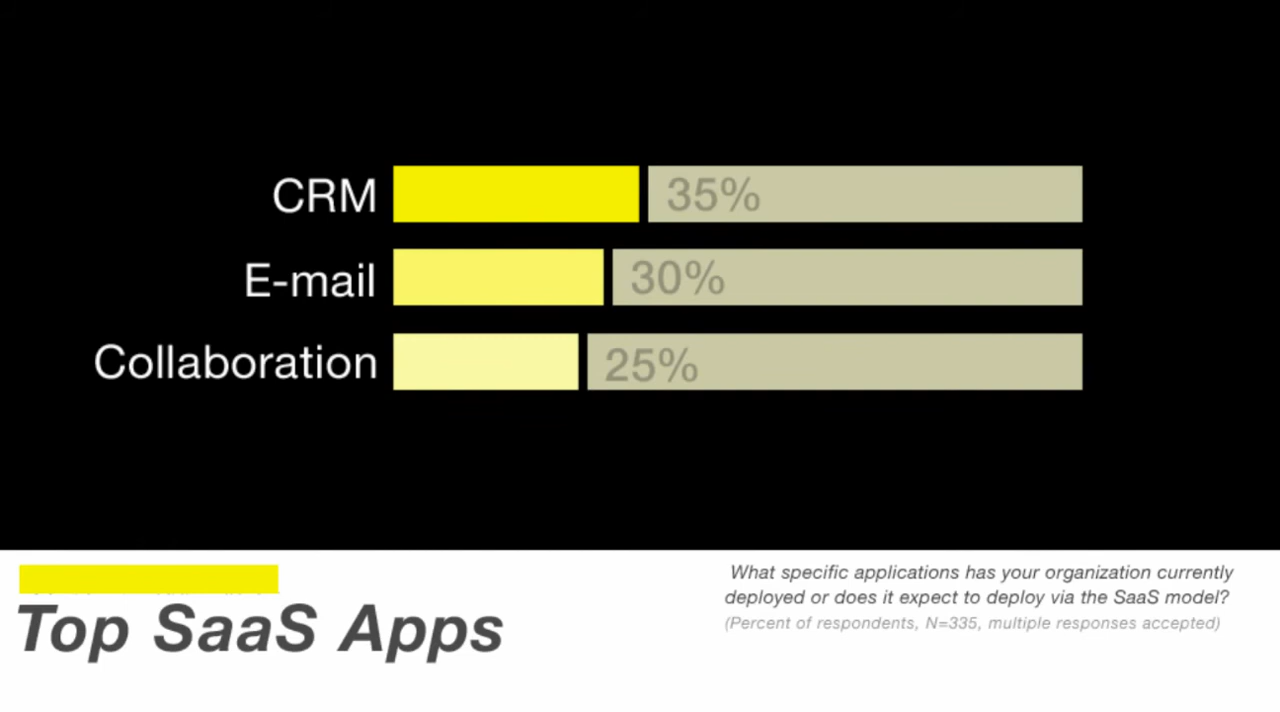 CRM 35%
E-mail 30%
Collaboration 25%
Top SaaS Apps
What specific applications has your organization currently
deployed or does it expect to deploy via the SaaS model?
(Percent of respondents, N=335, multiple responses accepted)